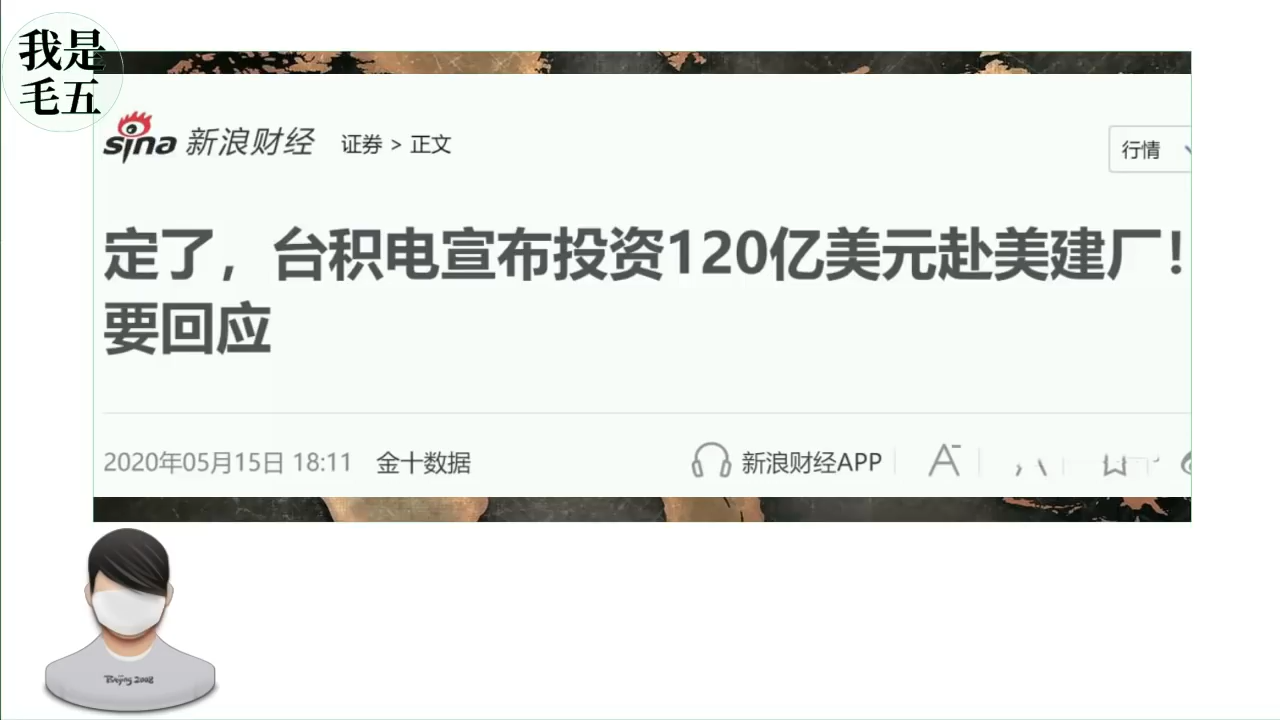 我是
毛五
sina 新浪财经 证券 > 正文
行情
定了，台积电宣布投资120亿美元赴美建厂！
要回应
2020年05月15日 18:11 金十数据
新浪财经APP
A-
Beijing 2008